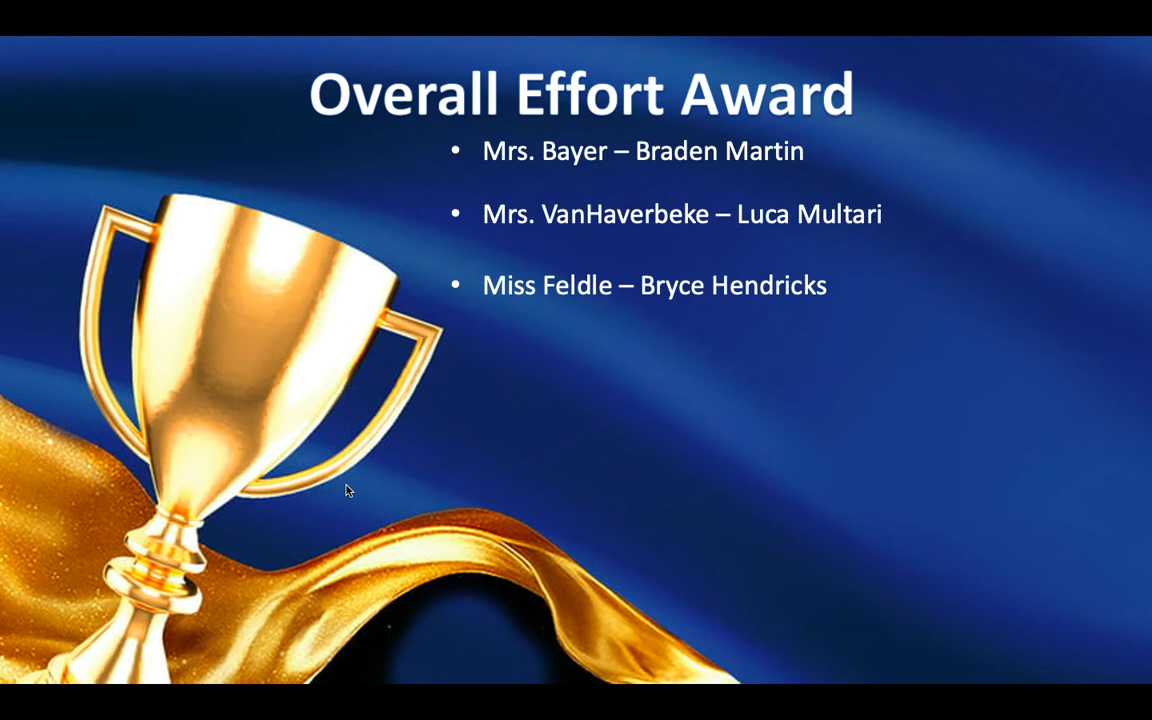 Overall Effort Award
• Mrs. Bayer – Braden Martin
• Mrs. VanHaverbeke – Luca Multari
• Miss Feldle – Bryce Hendricks